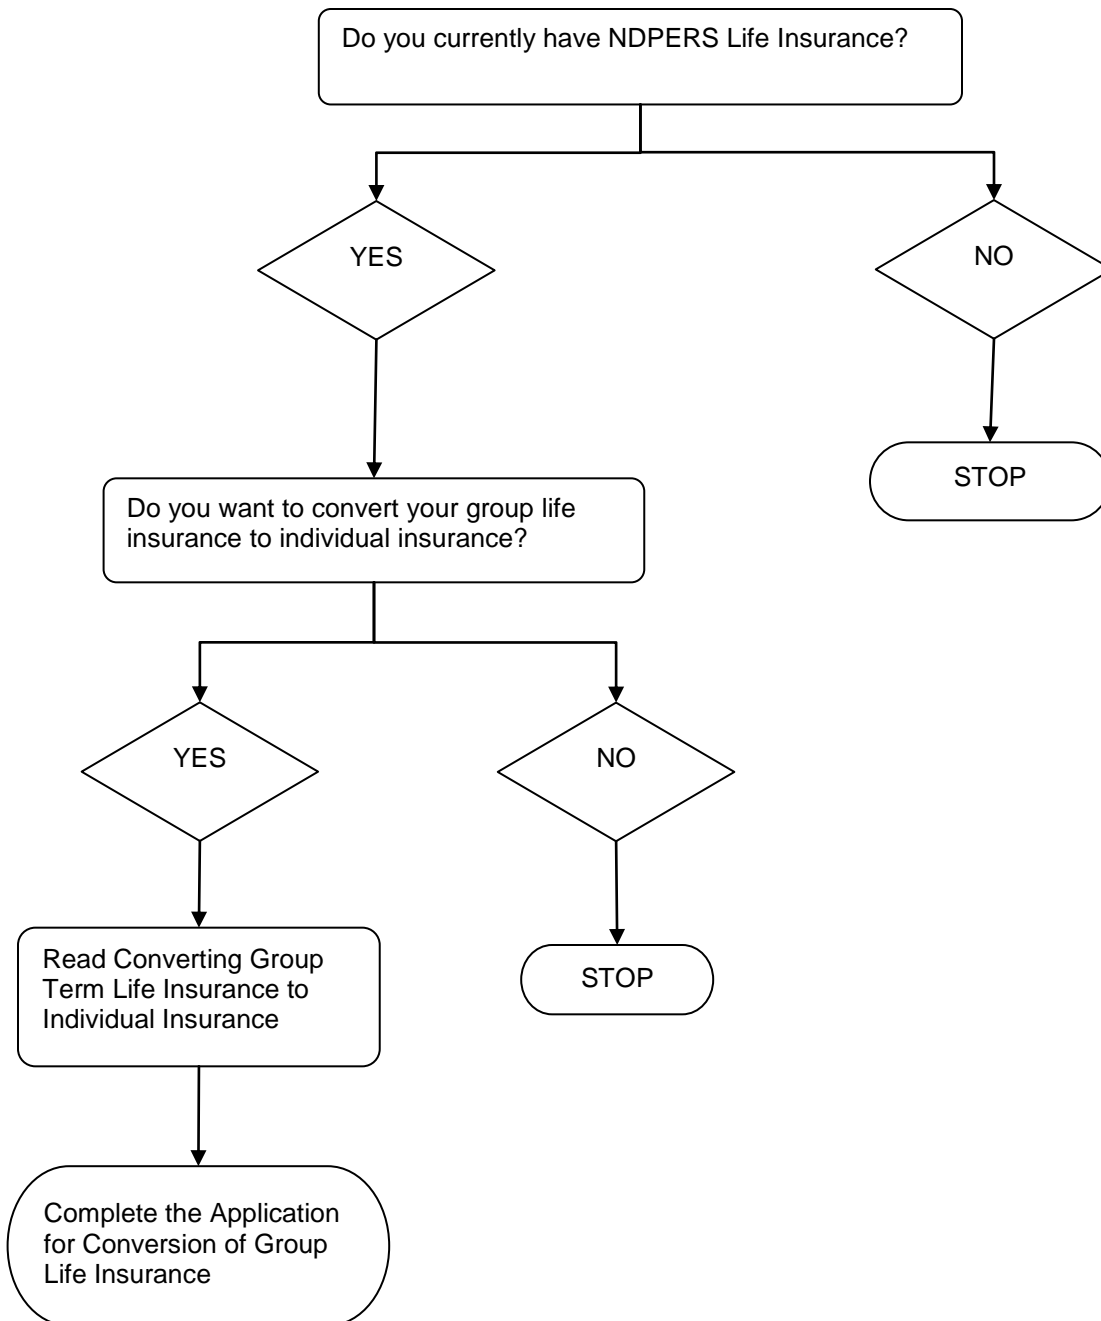 Do you currently have NDPERS Life Insurance?
YES
NO
STOP
Do you want to convert your group life
insurance to individual insurance?
YES
NO
Read Converting Group
Term Life Insurance to
Individual Insurance
STOP
Complete the Application
for Conversion of Group
Life Insurance